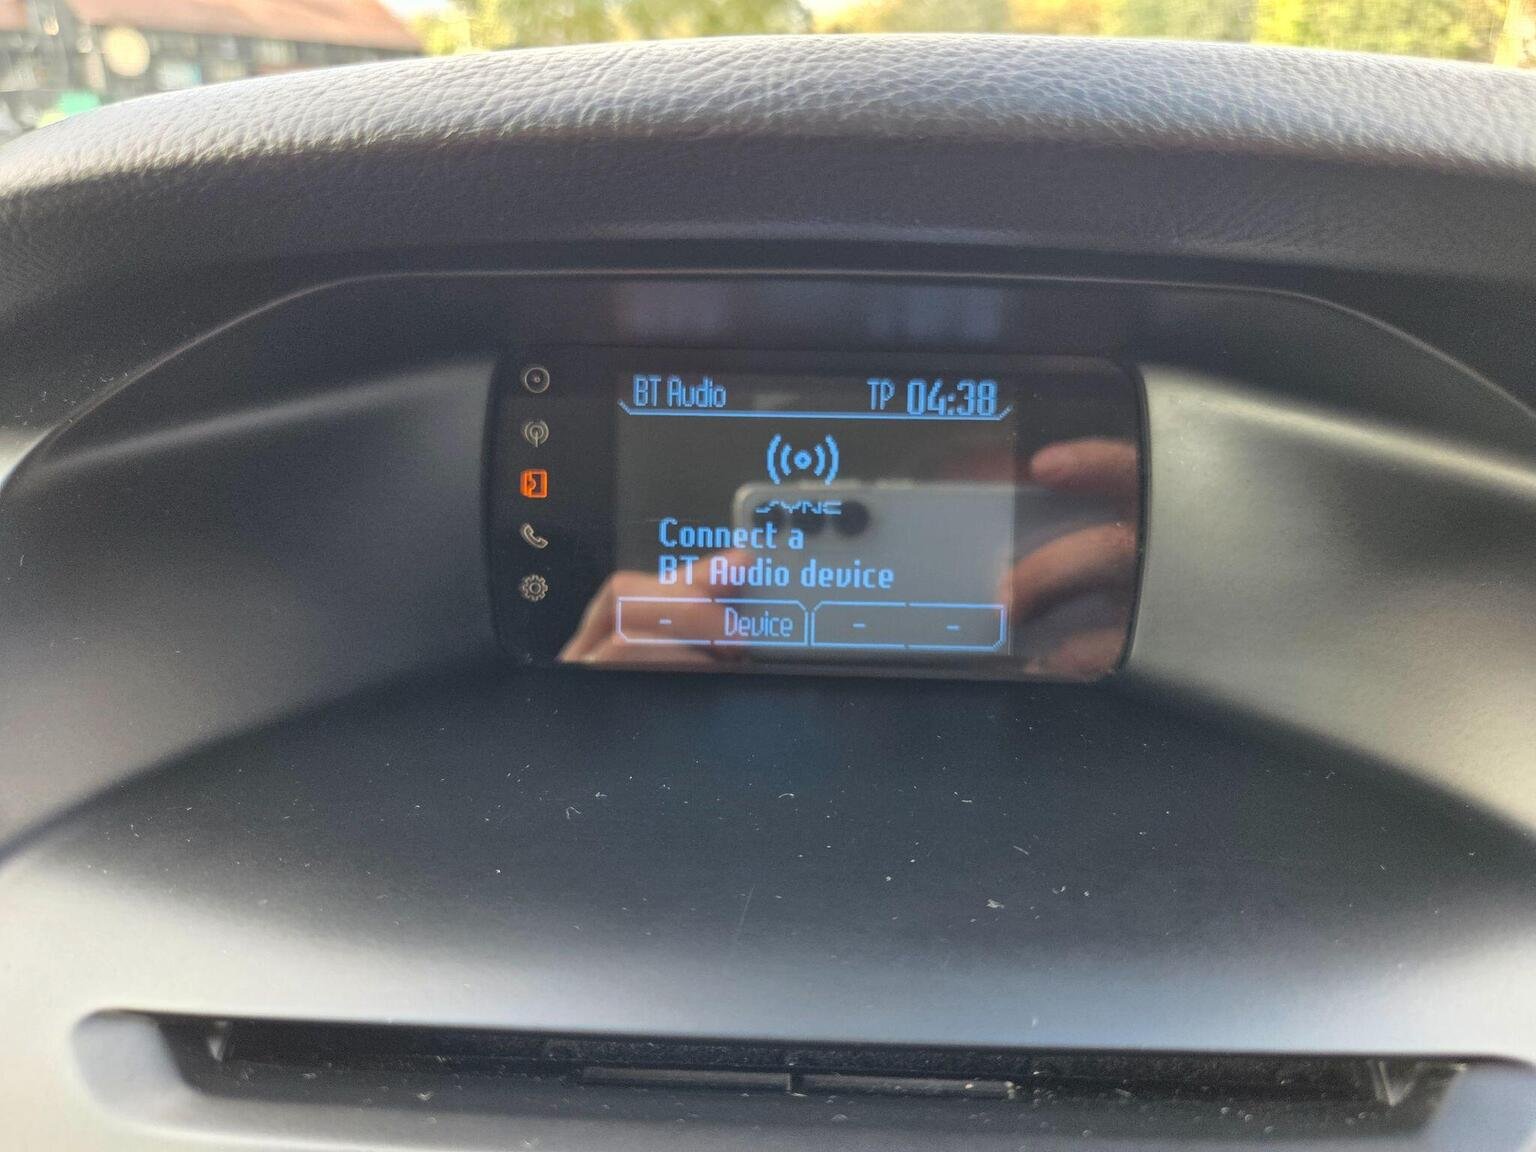 BT Audio TP 04:38
SYNC
Connect a
BT Audio device
- Device - -